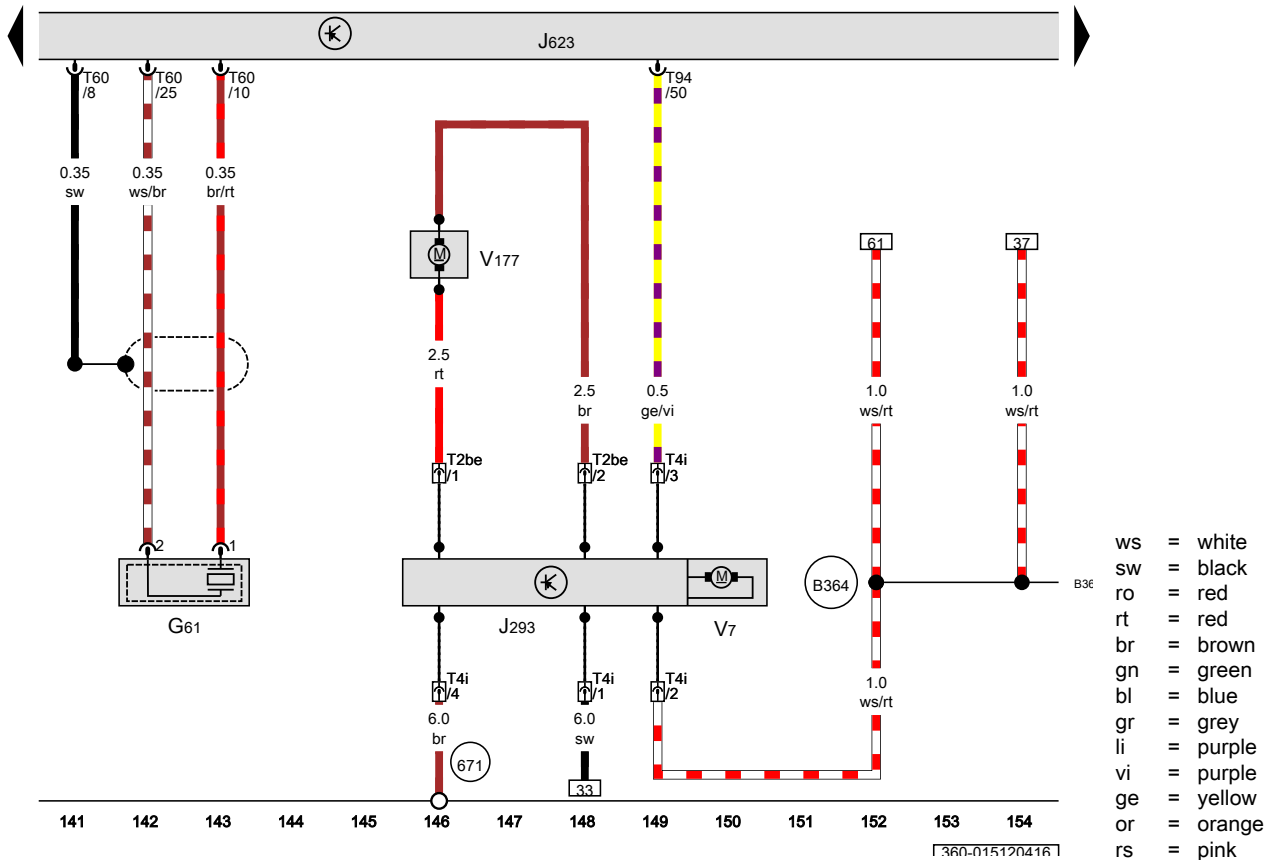 J623
T60 T60 T60 T94
/8 /25 /10 /50
0.35 0.35 0.35
sw ws/br br/rt
61 37
M V177
2.5
rt
2.5 0.5 1.0 1.0
br ge/vi ws/rt ws/rt
T2be T2be T4i
/1 /2 /3
2 1
M
B364
G61 J293 V7
T4i T4i T4i
/4 /1 /2
1.0
ws/rt
6.0 6.0
br sw
671
33
141 142 143 144 145 146 147 148 149 150 151 152 153 154
360-015120416
ws = white
sw = black
ro = red
rt = red
br = brown
gn = green
bl = blue
gr = grey
li = purple
vi = purple
ge = yellow
or = orange
rs = pink